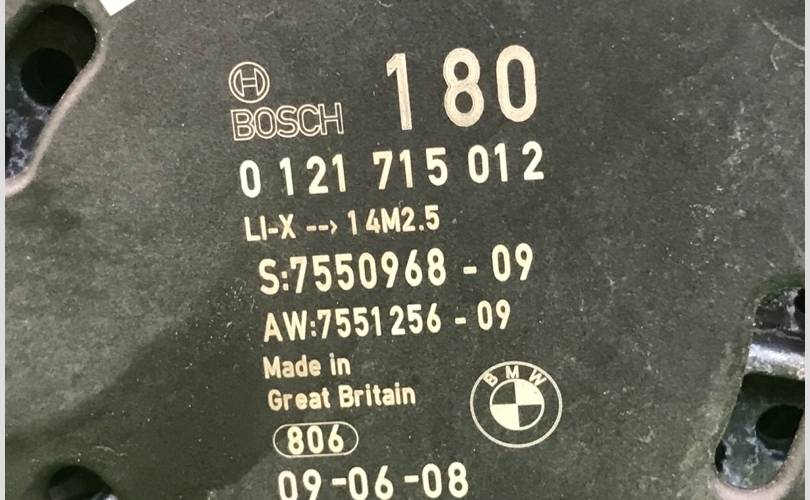 BOSCH 180
0 121 715 012
LI-X --> 14M2.5
S:7550968 - 09
AW:7551256 - 09
Made in
Great Britain
BMW
806
09-06-08